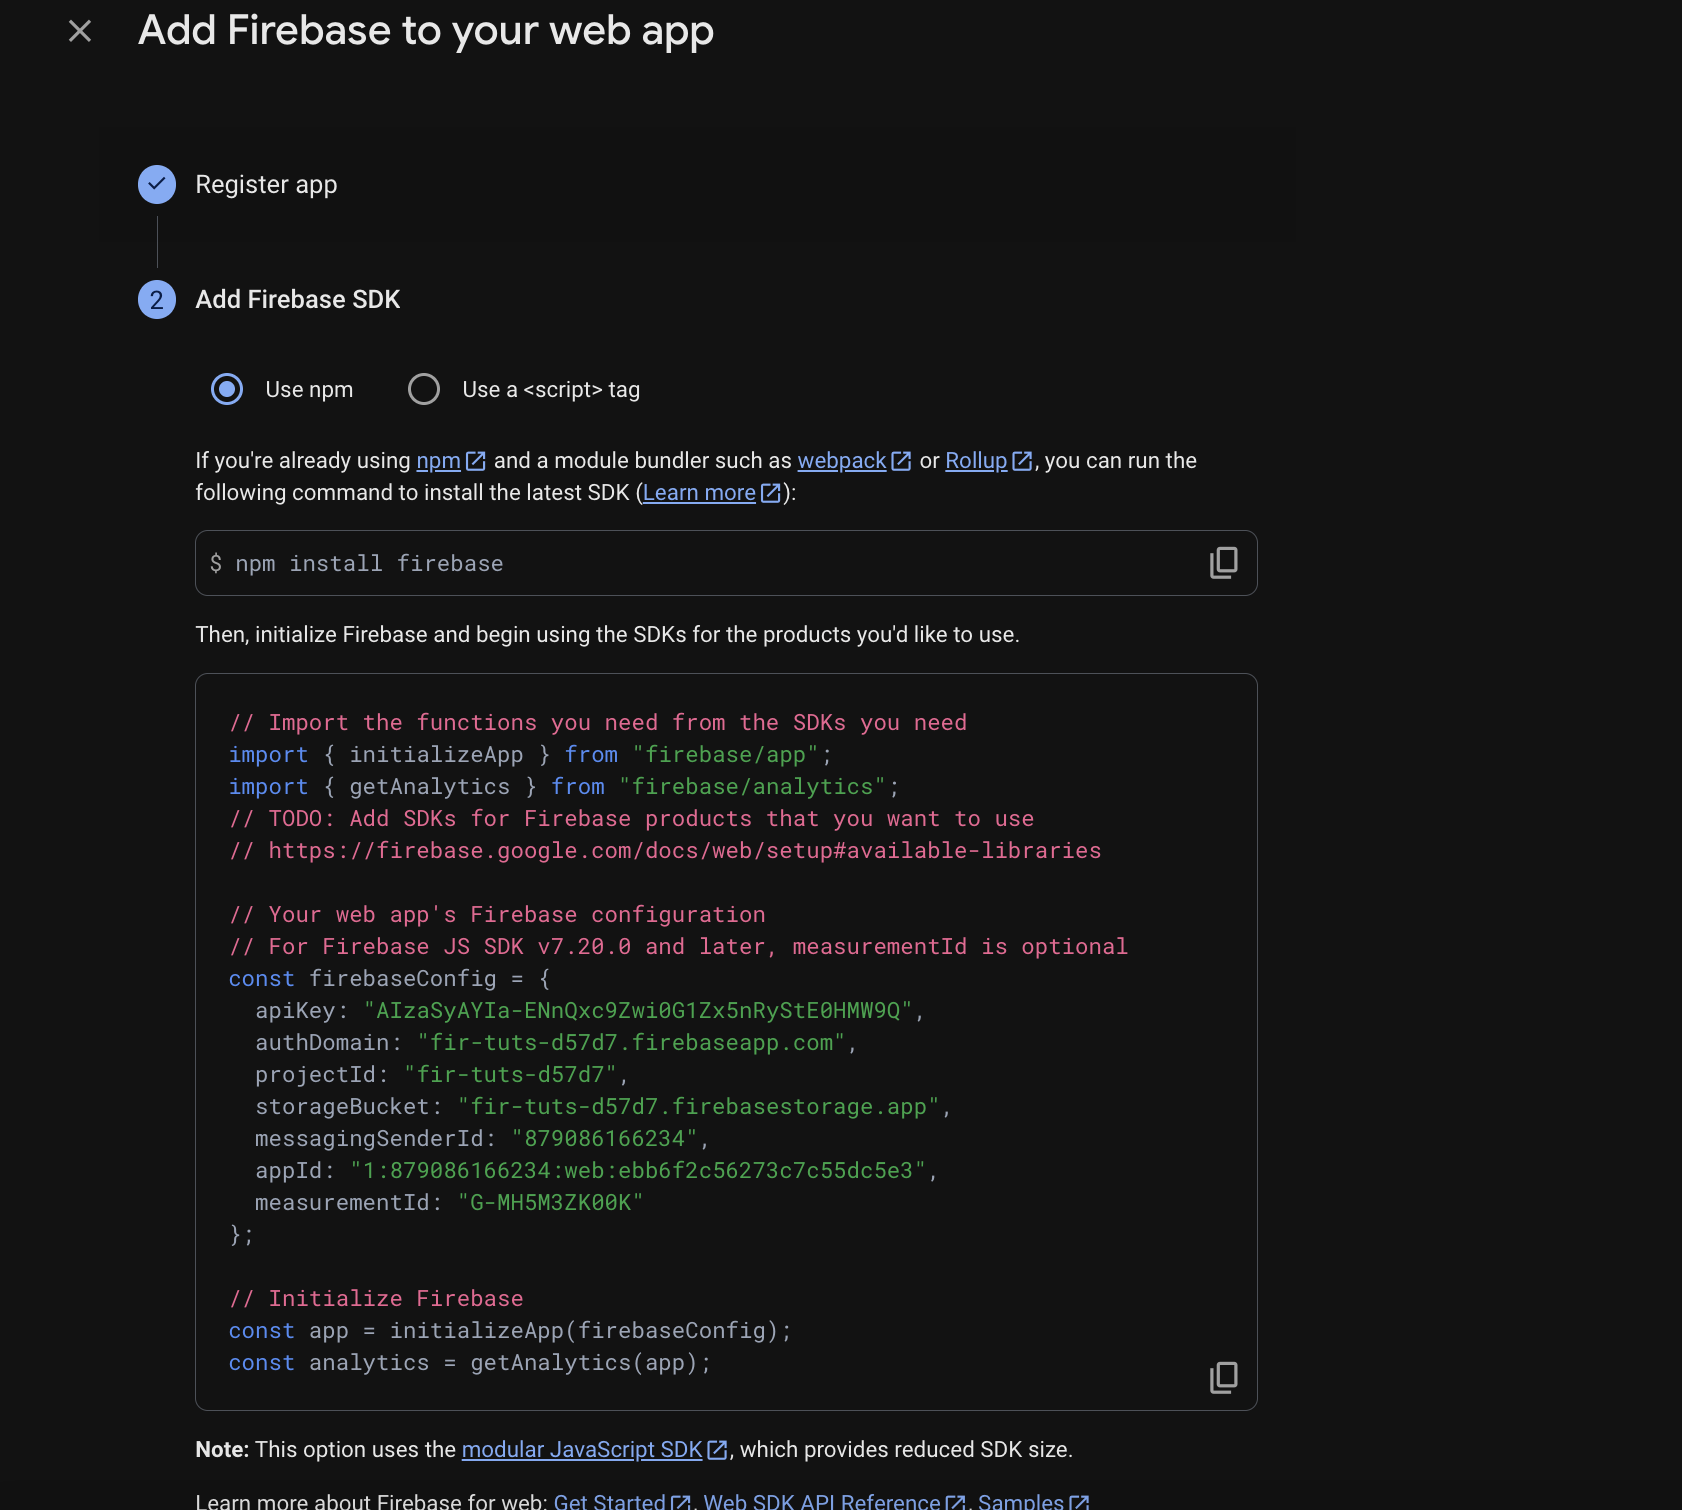 Add Firebase to your web app
Register app
2 Add Firebase SDK
Use npm Use a <script> tag
If you're already using npm and a module bundler such as webpack or Rollup, you can run the
following command to install the latest SDK (Learn more):
$ npm install firebase
Then, initialize Firebase and begin using the SDKs for the products you'd like to use.
// Import the functions you need from the SDKs you need
import { initializeApp } from "firebase/app";
import { getAnalytics } from "firebase/analytics";
// TODO: Add SDKs for Firebase products that you want to use
// https://firebase.google.com/docs/web/setup#available-libraries
// Your web app's Firebase configuration
// For Firebase JS SDK v7.20.0 and later, measurementId is optional
const firebaseConfig = {
apiKey: "AIzaSyAYIa-ENnQxc9Zwi0G1Zx5nRyStE0HMW9Q",
authDomain: "fir-tuts-d57d7.firebaseapp.com",
projectId: "fir-tuts-d57d7",
storageBucket: "fir-tuts-d57d7.firebasestorage.app",
messagingSenderId: "879086166234",
appId: "1:879086166234:web:ebb6f2c56273c7c55dc5e3",
measurementId: "G-MH5M3ZK00K"
};
// Initialize Firebase
const app = initializeApp(firebaseConfig);
const analytics = getAnalytics(app);
Note: This option uses the modular JavaScript SDK, which provides reduced SDK size.
Learn more about Firebase for web: Get Started, Web SDK API Reference, Samples